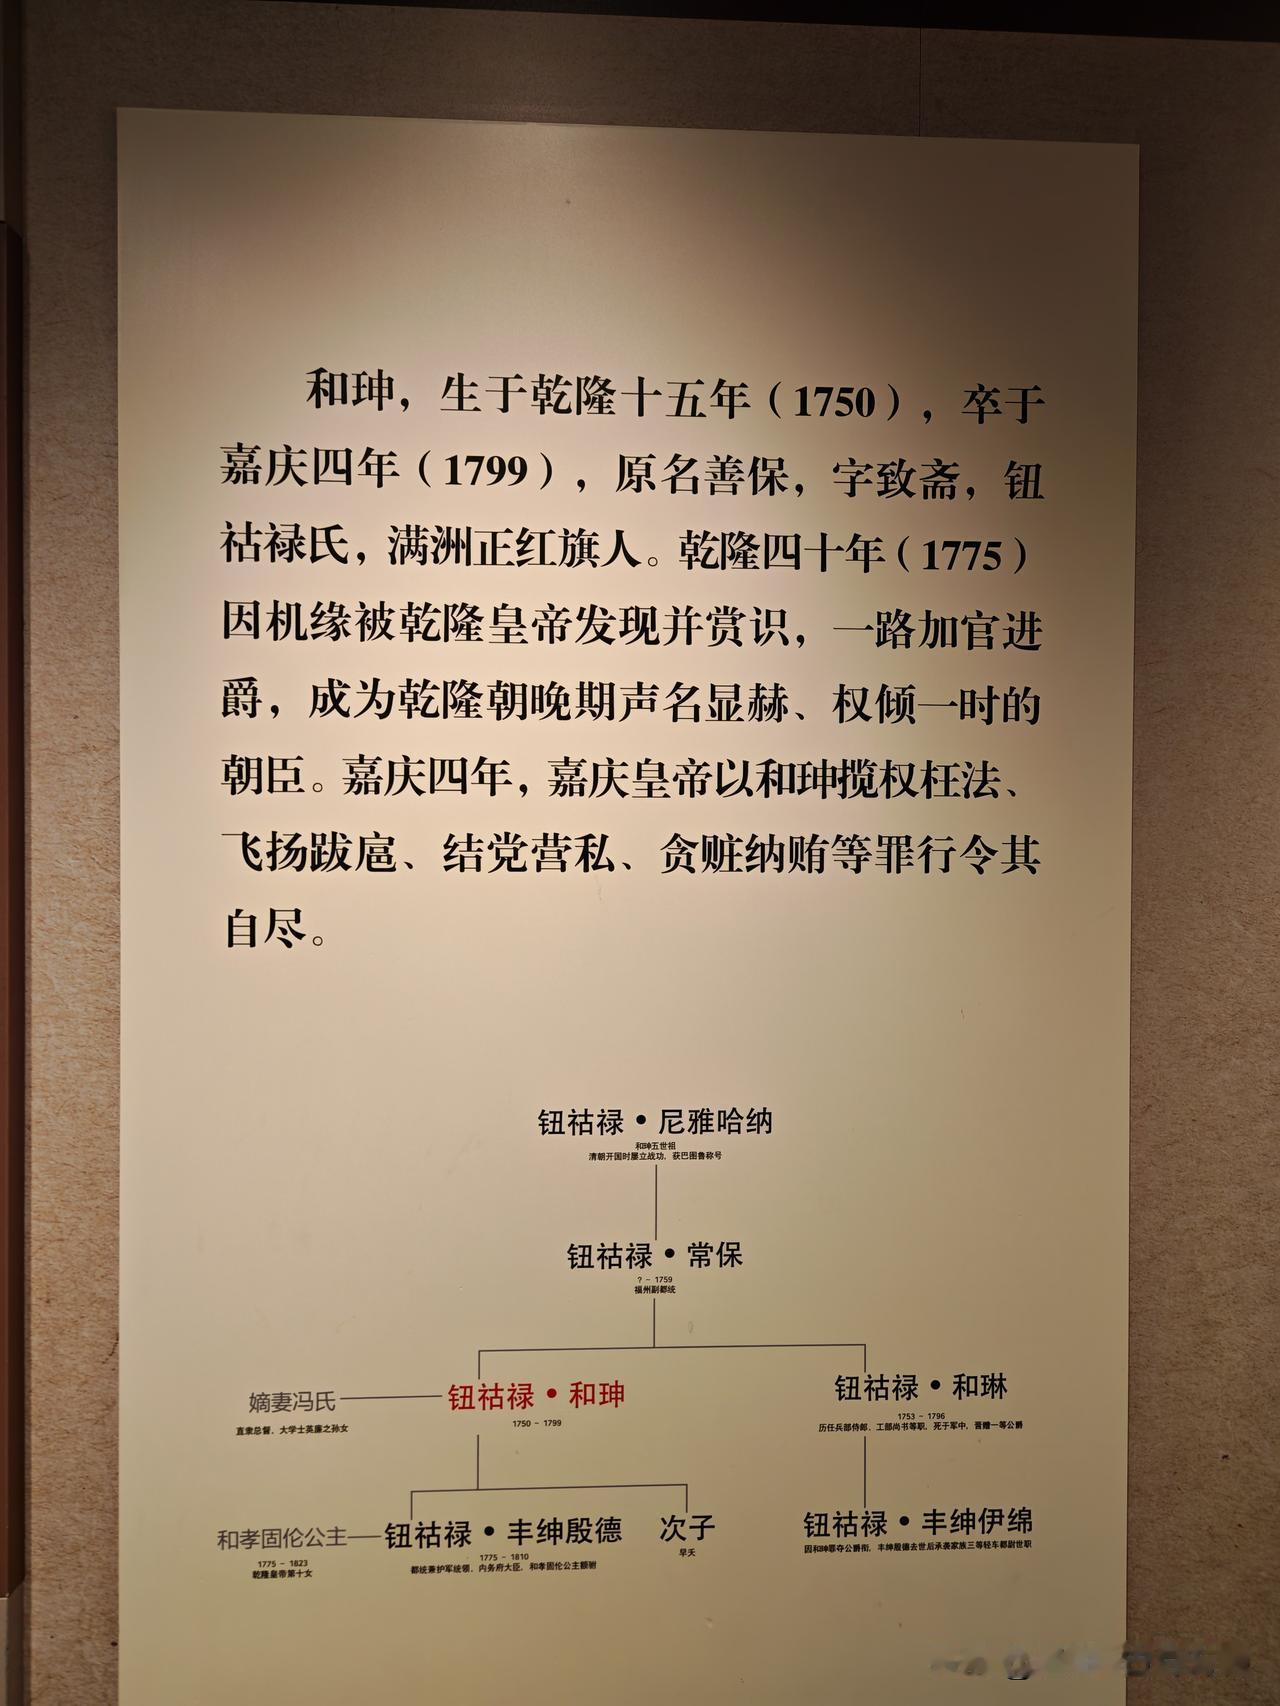 和珅，生于乾隆十五年（1750），卒于
嘉庆四年（1799），原名善保，字致斋，钮
祜禄氏，满洲正红旗人。乾隆四十年（1775）
因机缘被乾隆皇帝发现并赏识，一路加官进
爵，成为乾隆朝晚期声名显赫、权倾一时的
朝臣。嘉庆四年，嘉庆皇帝以和珅揽权枉法、
飞扬跋扈、结党营私、贪赃纳贿等罪行令其
自尽。
钮祜禄·尼雅哈纳
和珅五世祖
清朝开国时屡立战功，获巴图鲁称号
钮祜禄·常保
？- 1759
福州副都统
嫡妻冯氏
直隶总督、大学士英廉之孙女
钮祜禄·和珅
1750 - 1799
钮祜禄·和琳
1753 - 1796
历任兵部侍郎、工部尚书等职，死于军中，晋赠一等公爵
和孝固伦公主
1775 - 1823
乾隆皇帝第十女
钮祜禄·丰绅殷德
1775 - 1810
都统兼护军统领、内务府大臣，和孝固伦公主额驸
次子
早夭
钮祜禄·丰绅伊绵
因和珅罪夺公爵衔，丰绅殷德去世后承袭家族三等轻车都尉世职